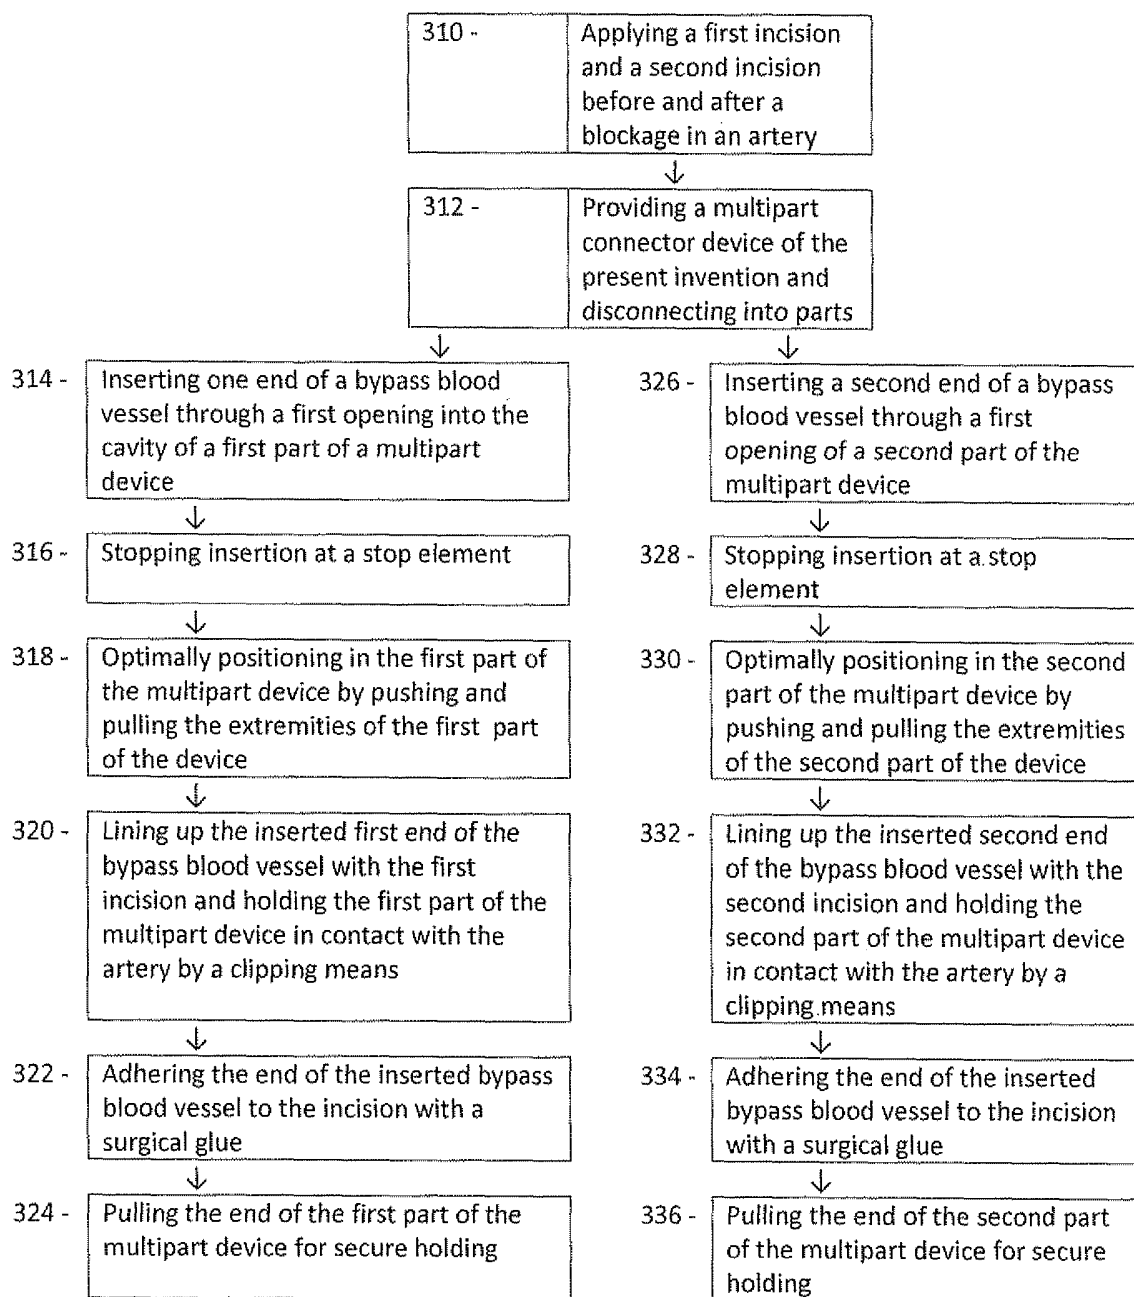 310 - Applying a first incision
and a second incision
before and after a
blockage in an artery
312 - Providing a multipart
connector device of the
present invention and
disconnecting into parts
314 - Inserting one end of a bypass blood
vessel through a first opening into the
cavity of a first part of a multipart
device
316 - Stopping insertion at a stop element
318 - Optimally positioning in the first part of
the multipart device by pushing and
pulling the extremities of the first part
of the device
320 - Lining up the inserted first end of the
bypass blood vessel with the first
incision and holding the first part of the
multipart device in contact with the
artery by a clipping means
322 - Adhering the end of the inserted bypass
blood vessel to the incision with a
surgical glue
324 - Pulling the end of the first part of the
multipart device for secure holding
326 - Inserting a second end of a bypass
blood vessel through a first
opening of a second part of the
multipart device
328 - Stopping insertion at a stop
element
330 - Optimally positioning in the second
part of the multipart device by
pushing and pulling the extremities
of the second part of the device
332 - Lining up the inserted second end
of the bypass blood vessel with the
second incision and holding the
second part of the multipart device
in contact with the artery by a
clipping means
334 - Adhering the end of the inserted
bypass blood vessel to the incision
with a surgical glue
336 - Pulling the end of the second part
of the multipart device for secure
holding